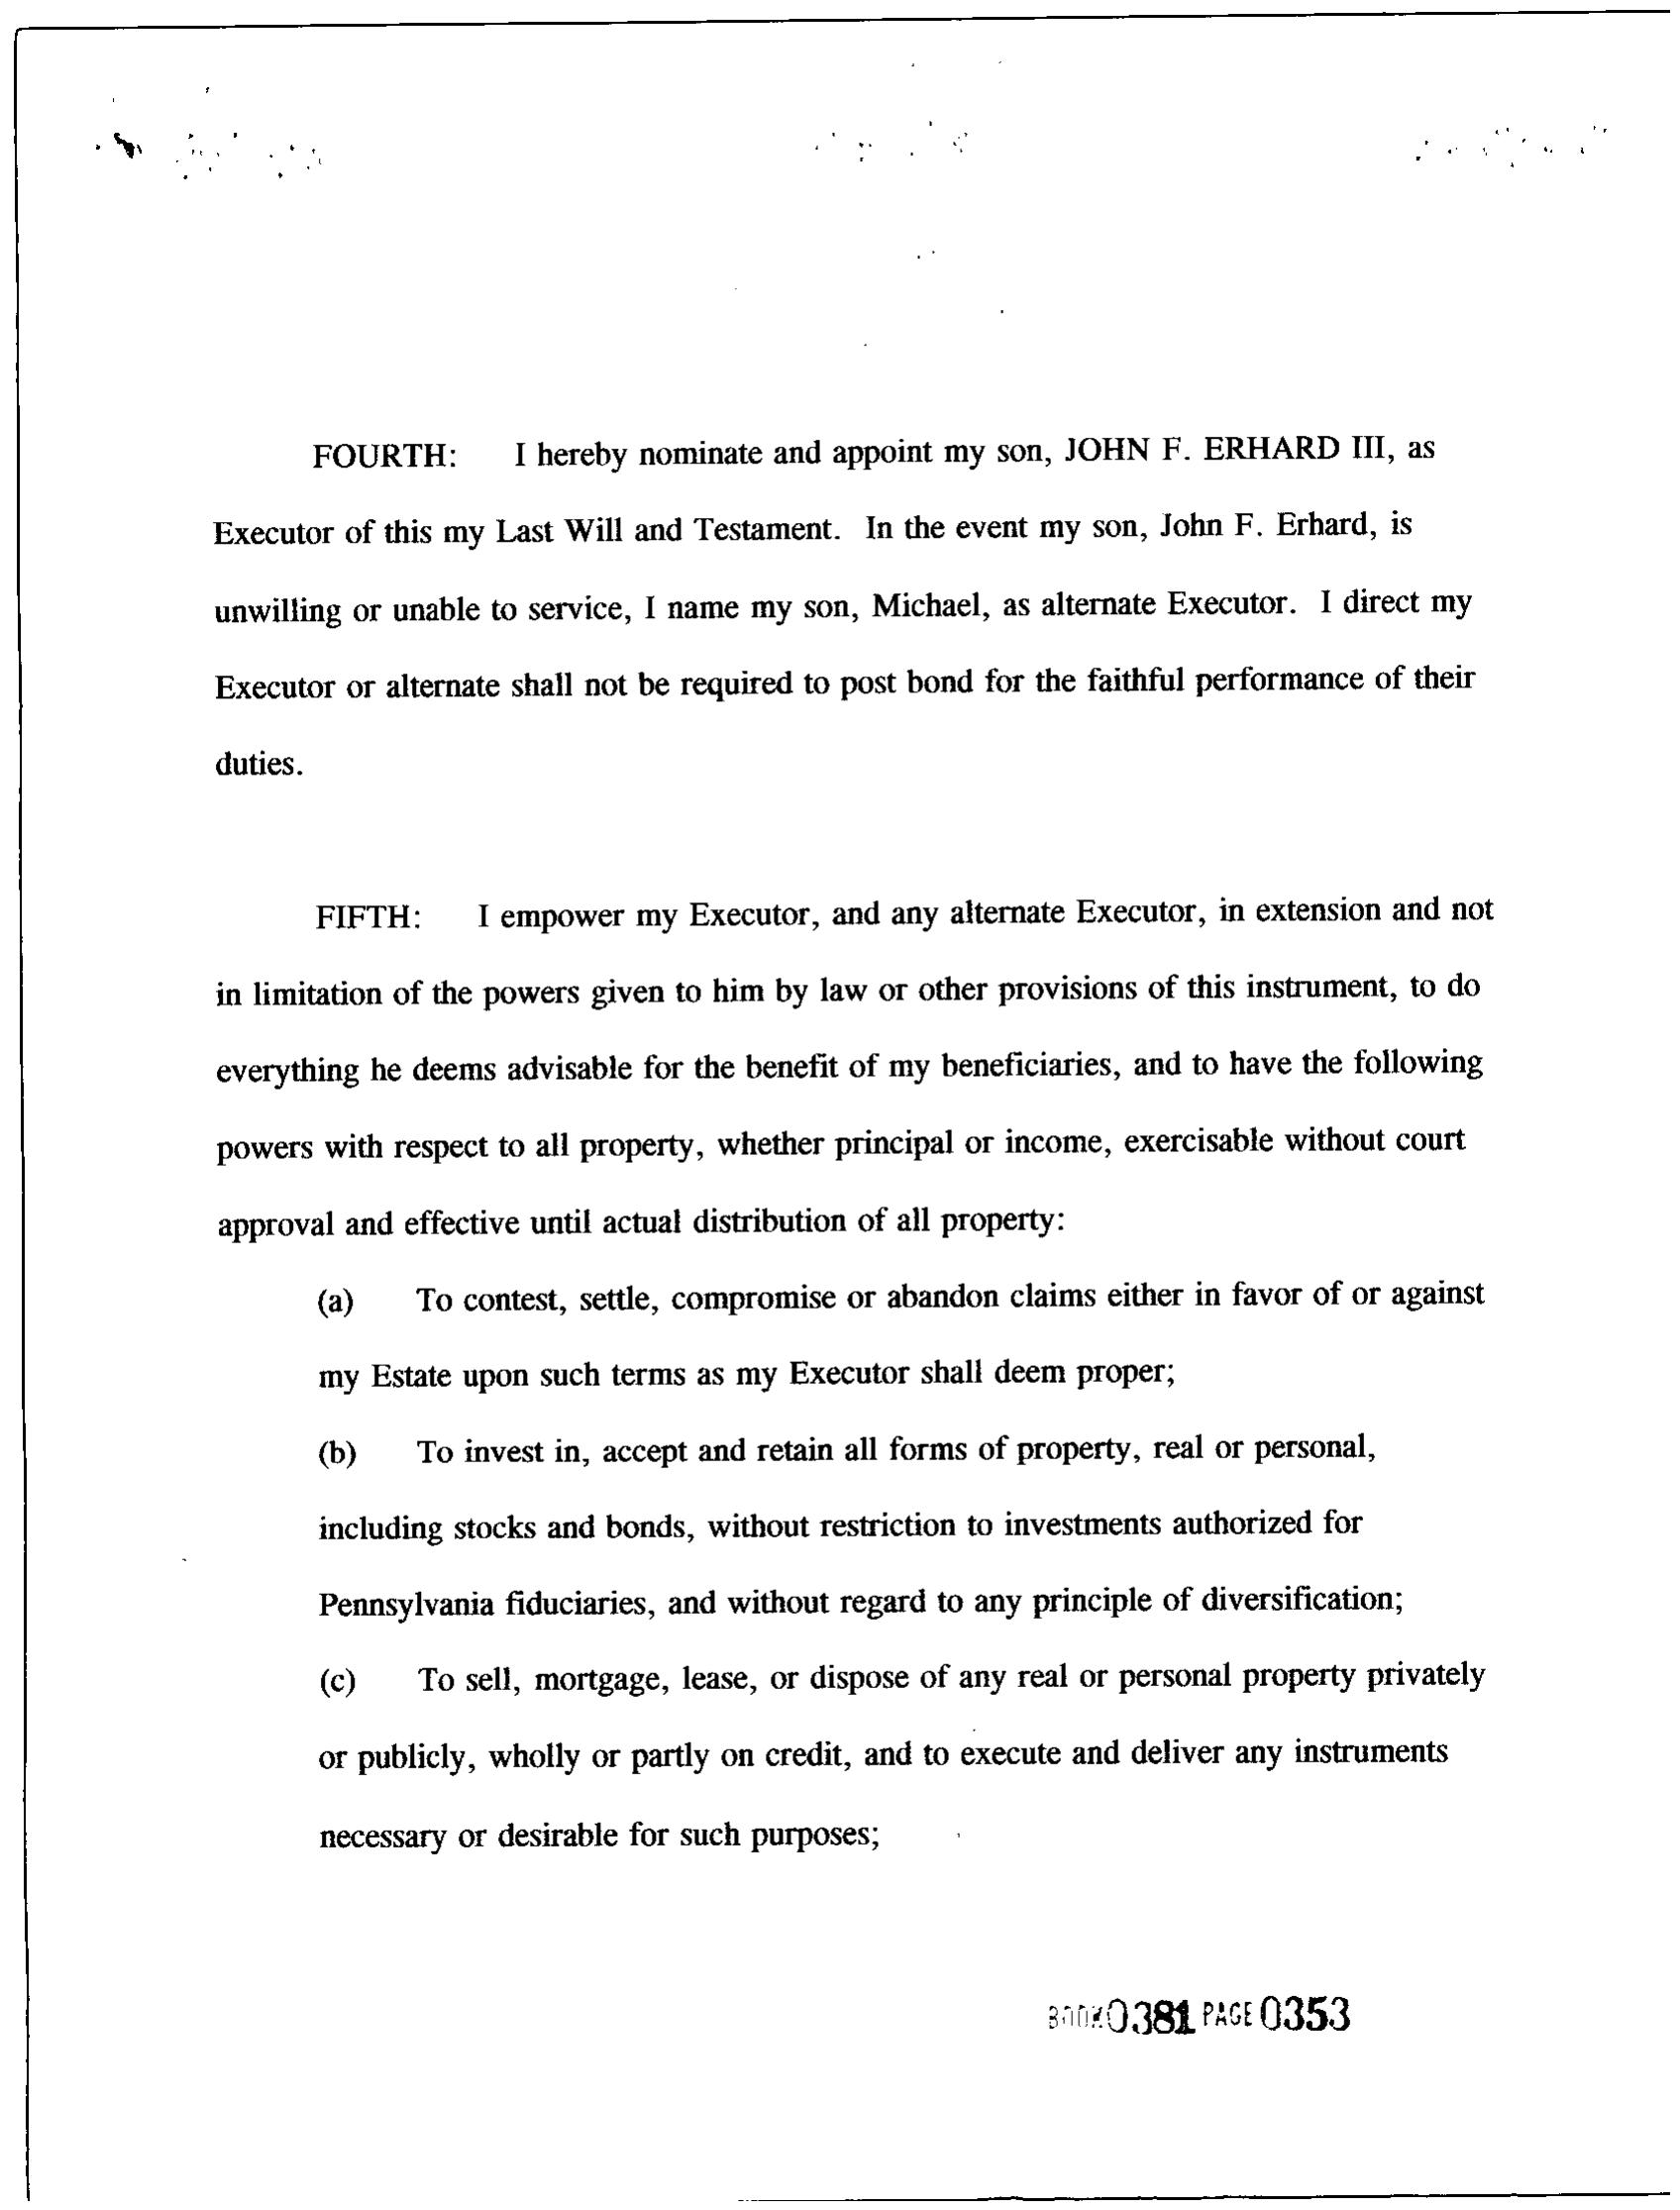 FOURTH: I hereby nominate and appoint my son, JOHN F. ERHARD III, as
Executor of this my Last Will and Testament. In the event my son, John F. Erhard, is
unwilling or unable to service, I name my son, Michael, as alternate Executor. I direct my
Executor or alternate shall not be required to post bond for the faithful performance of their
duties.
FIFTH: I empower my Executor, and any alternate Executor, in extension and not
in limitation of the powers given to him by law or other provisions of this instrument, to do
everything he deems advisable for the benefit of my beneficiaries, and to have the following
powers with respect to all property, whether principal or income, exercisable without court
approval and effective until actual distribution of all property:
(a) To contest, settle, compromise or abandon claims either in favor of or against
my Estate upon such terms as my Executor shall deem proper;
(b) To invest in, accept and retain all forms of property, real or personal,
including stocks and bonds, without restriction to investments authorized for
Pennsylvania fiduciaries, and without regard to any principle of diversification;
(c) To sell, mortgage, lease, or dispose of any real or personal property privately
or publicly, wholly or partly on credit, and to execute and deliver any instruments
necessary or desirable for such purposes;
BOOK 0381 PAGE 0353